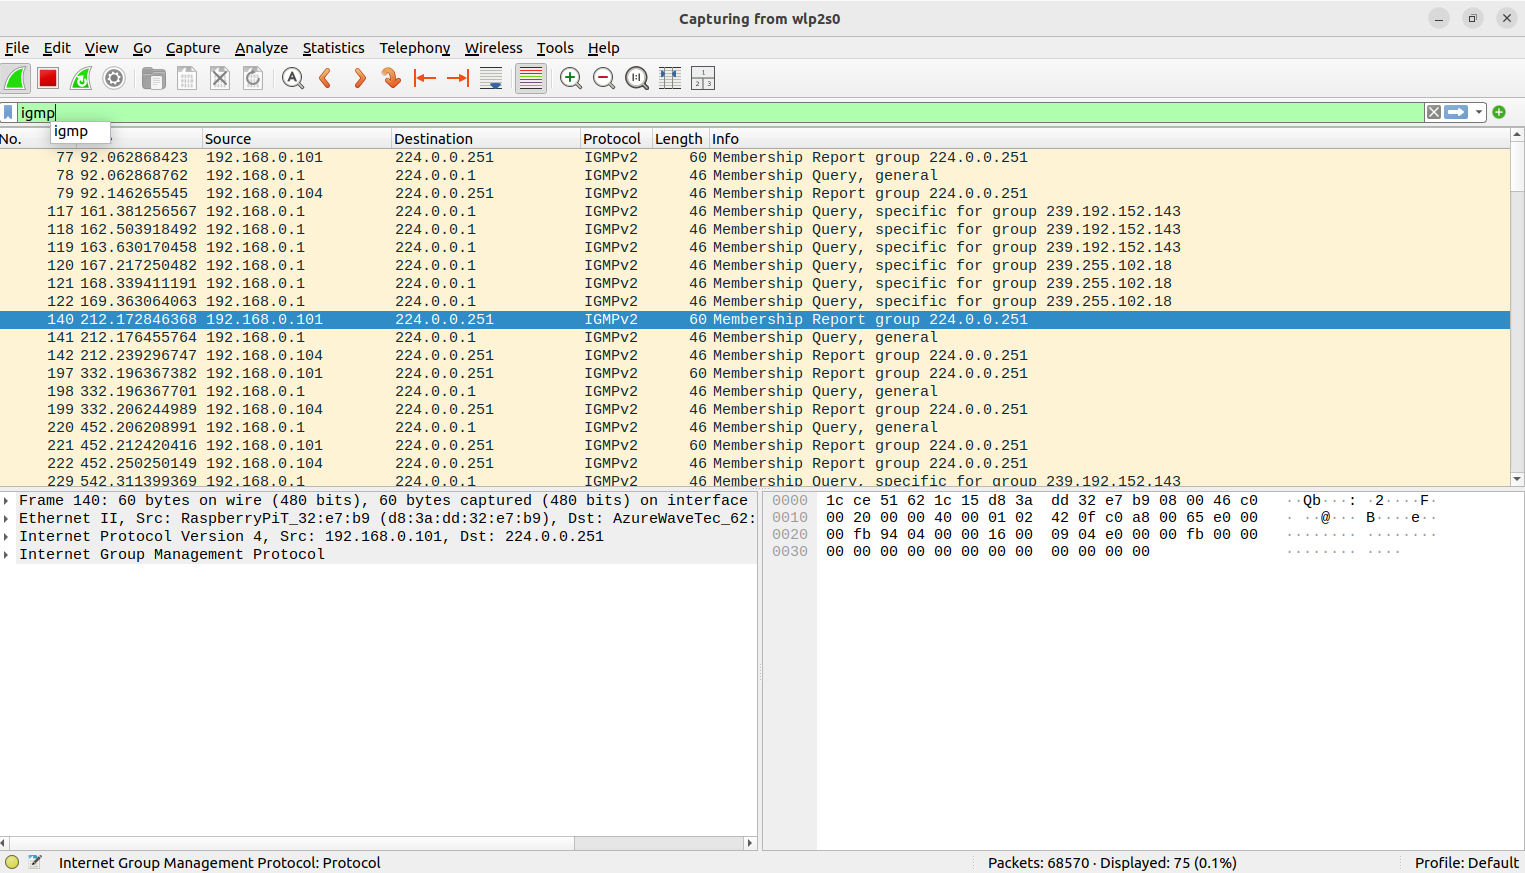 Capturing from wlp2s0
File Edit View Go Capture Analyze Statistics Telephony Wireless Tools Help
igmp
igmp
No. Source Destination Protocol Length Info
77 92.062868423 192.168.0.101 224.0.0.251 IGMPv2 60 Membership Report group 224.0.0.251
78 92.062868762 192.168.0.1 224.0.0.1 IGMPv2 46 Membership Query, general
79 92.146265545 192.168.0.104 224.0.0.251 IGMPv2 46 Membership Report group 224.0.0.251
117 161.381256567 192.168.0.1 224.0.0.1 IGMPv2 46 Membership Query, specific for group 239.192.152.143
118 162.503918492 192.168.0.1 224.0.0.1 IGMPv2 46 Membership Query, specific for group 239.192.152.143
119 163.630170458 192.168.0.1 224.0.0.1 IGMPv2 46 Membership Query, specific for group 239.192.152.143
120 167.217250482 192.168.0.1 224.0.0.1 IGMPv2 46 Membership Query, specific for group 239.255.102.18
121 168.339411191 192.168.0.1 224.0.0.1 IGMPv2 46 Membership Query, specific for group 239.255.102.18
122 169.363064063 192.168.0.1 224.0.0.1 IGMPv2 46 Membership Query, specific for group 239.255.102.18
140 212.172846368 192.168.0.101 224.0.0.251 IGMPv2 60 Membership Report group 224.0.0.251
141 212.176455764 192.168.0.1 224.0.0.1 IGMPv2 46 Membership Query, general
142 212.239296747 192.168.0.104 224.0.0.251 IGMPv2 46 Membership Report group 224.0.0.251
197 332.196367382 192.168.0.101 224.0.0.251 IGMPv2 60 Membership Report group 224.0.0.251
198 332.196367701 192.168.0.1 224.0.0.1 IGMPv2 46 Membership Query, general
199 332.206244989 192.168.0.104 224.0.0.251 IGMPv2 46 Membership Report group 224.0.0.251
220 452.206208991 192.168.0.1 224.0.0.1 IGMPv2 46 Membership Query, general
221 452.212420416 192.168.0.101 224.0.0.251 IGMPv2 60 Membership Report group 224.0.0.251
222 452.250250149 192.168.0.104 224.0.0.251 IGMPv2 46 Membership Report group 224.0.0.251
229 542.311399369 192.168.0.1 224.0.0.1 IGMPv2 46 Membership Query, specific for group 239.192.152.143
Frame 140: 60 bytes on wire (480 bits), 60 bytes captured (480 bits) on interface
Ethernet II, Src: RaspberryPiT_32:e7:b9 (d8:3a:dd:32:e7:b9), Dst: AzureWaveTec_62:
Internet Protocol Version 4, Src: 192.168.0.101, Dst: 224.0.0.251
Internet Group Management Protocol
0000 1c ce 51 62 1c 15 d8 3a dd 32 e7 b9 08 00 46 c0 ··Qb···: ·2····F·
0010 00 20 00 00 40 00 01 02 42 0f c0 a8 00 65 e0 00 · ··@··· B····e··
0020 00 fb 94 04 00 00 16 00 09 04 e0 00 00 fb 00 00 ········ ········
0030 00 00 00 00 00 00 00 00 00 00 00 00 ········ ····
Internet Group Management Protocol: Protocol
Packets: 68570 · Displayed: 75 (0.1%)
Profile: Default